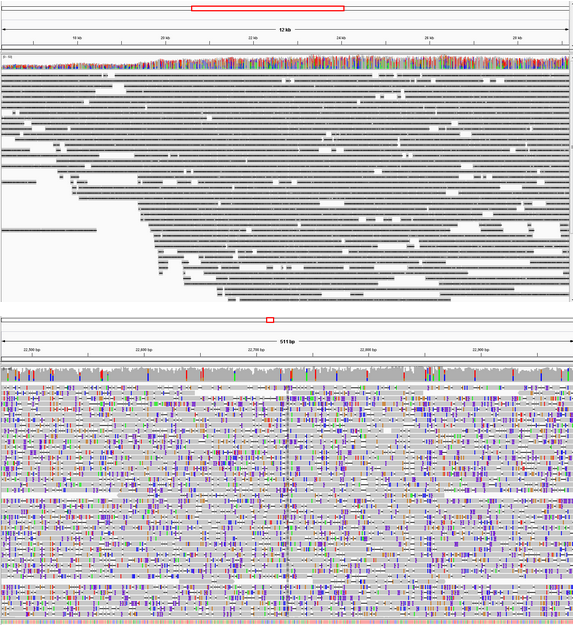 12 kb
18 kb
20 kb
22 kb
24 kb
26 kb
28 kb
511 bp
22,500 bp
22,600 bp
22,700 bp
22,800 bp
22,900 bp